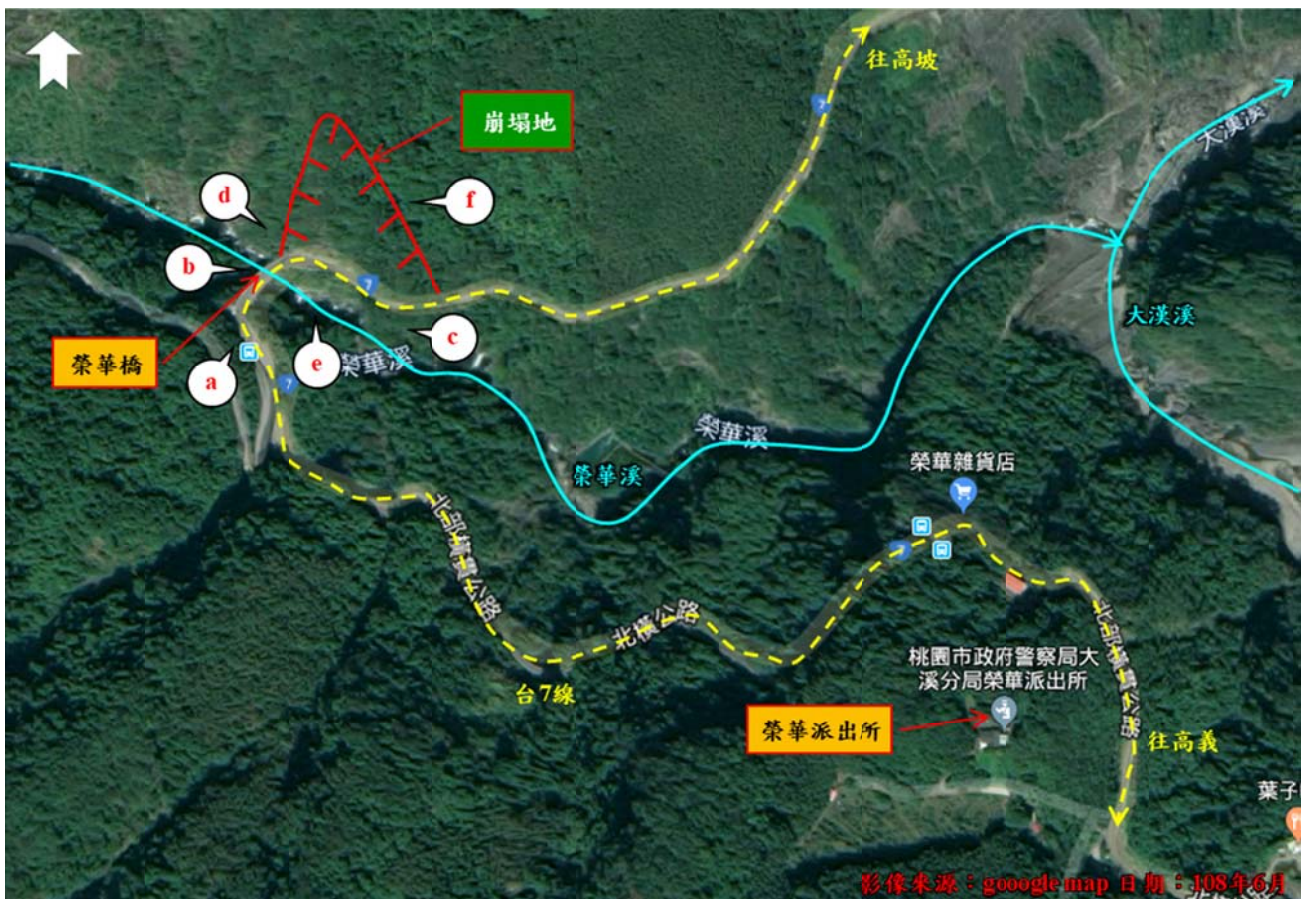 往高坡
7
崩塌地
大漢溪
d
f
b
7
大漢溪
c
榮華橋
e
榮華溪
a
7
榮華溪
榮華雜貨店
榮華溪
北部橫貫公路
7
北部橫貫公路
北橫公路
桃園市政府警察局大
溪分局榮華派出所
台7線
榮華派出所
往高義
葉子
影像來源：gooogle map 日期：108年6月